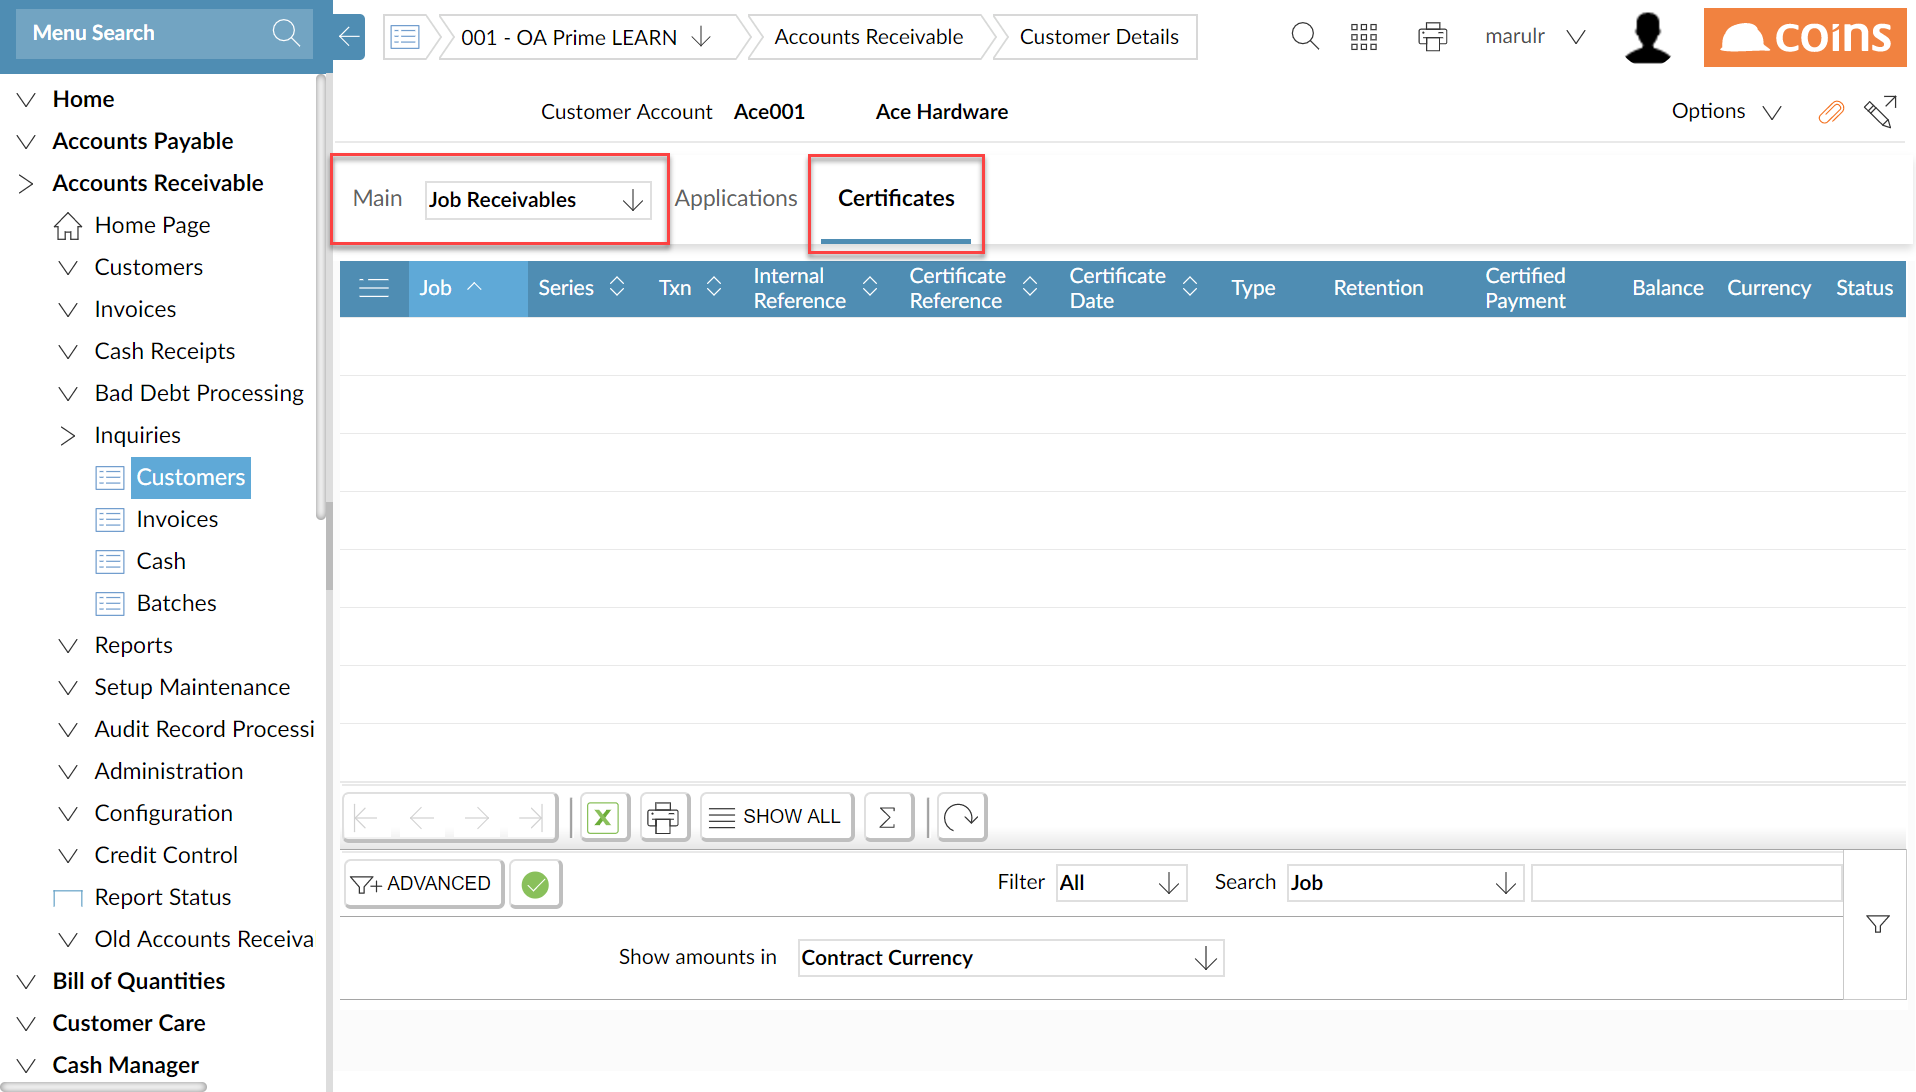 Menu Search
001 - OA Prime LEARN
Accounts Receivable
Customer Details
marulr
coins
Customer Account Ace001 Ace Hardware
Options
Main
Job Receivables
Applications
Certificates
Job
Series
Txn
Internal
Reference
Certificate
Reference
Certificate
Date
Type
Retention
Certified
Payment
Balance
Currency
Status
Home
Accounts Payable
Accounts Receivable
Home Page
Customers
Invoices
Cash Receipts
Bad Debt Processing
Inquiries
Customers
Invoices
Cash
Batches
Reports
Setup Maintenance
Audit Record Processi
Administration
Configuration
Credit Control
Report Status
Old Accounts Receiva
Bill of Quantities
Customer Care
Cash Manager
X
SHOW ALL
Σ
ADVANCED
Filter All
Search Job
Show amounts in Contract Currency